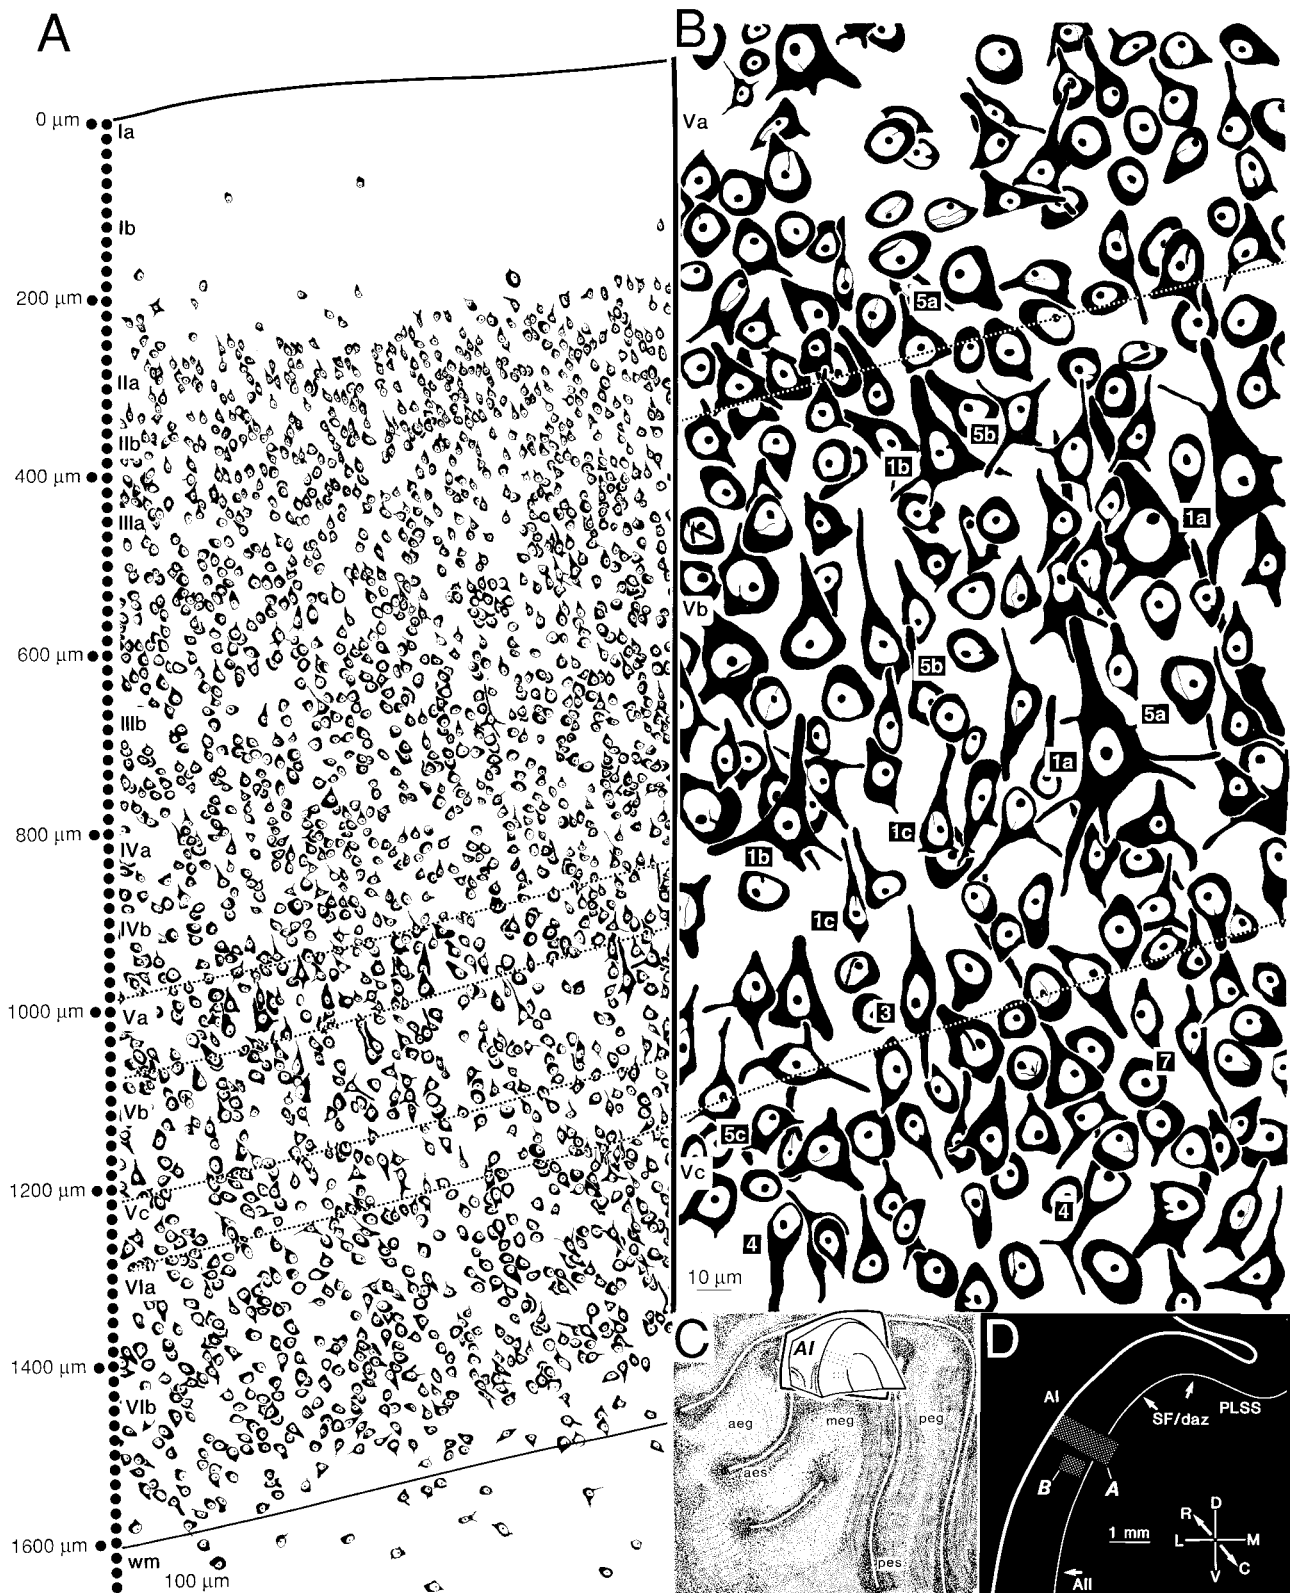 A
0 µm
Ia
Ib
200 µm
IIa
IIb
400 µm
IIIa
600 µm
IIIb
800 µm
IVa
IVb
1000 µm
Va
Vb
1200 µm
Vc
VIa
1400 µm
VIb
1600 µm
wm
100 µm
B
Va
5a
5b
1b
1a
Vb
5b
5a
1a
1c
1b
1c
3
7
5c
Vc
4
4
10 µm
C
AI
aeg
meg
peg
aes
pes
D
AI
PLSS
SF/daz
B
A
D
R
1 mm
L
M
C
V
AII